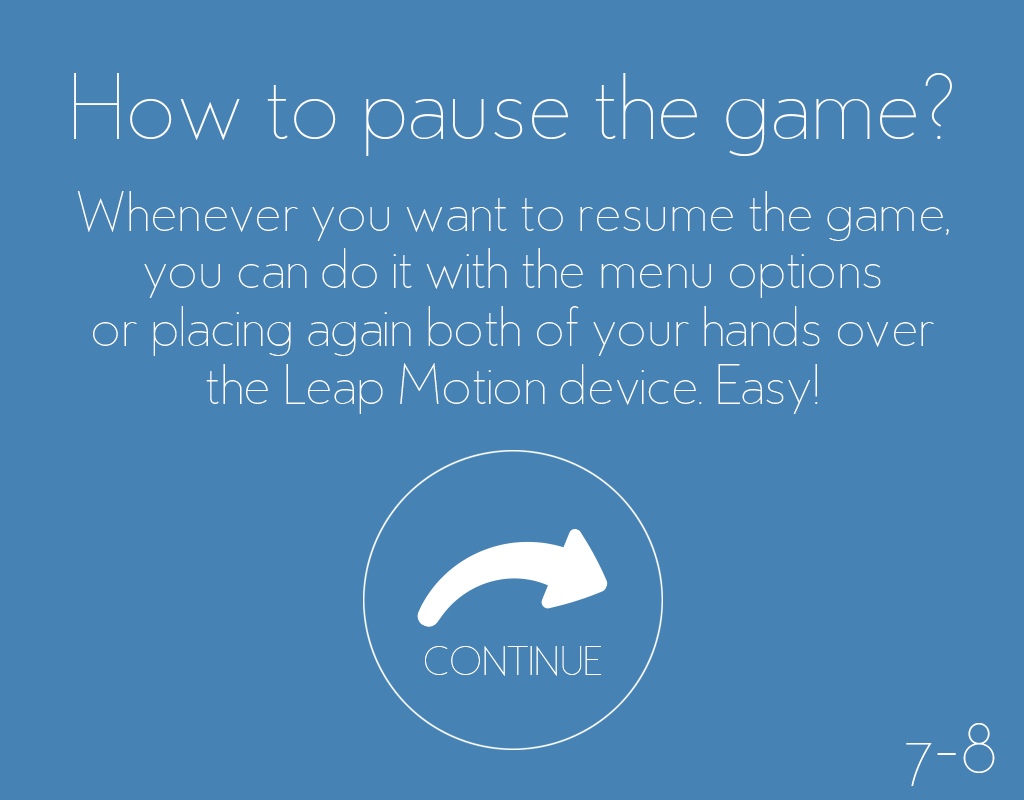 How to pause the game?
Whenever you want to resume the game,
you can do it with the menu options
or placing again both of your hands over
the Leap Motion device. Easy!
CONTINUE
7-8